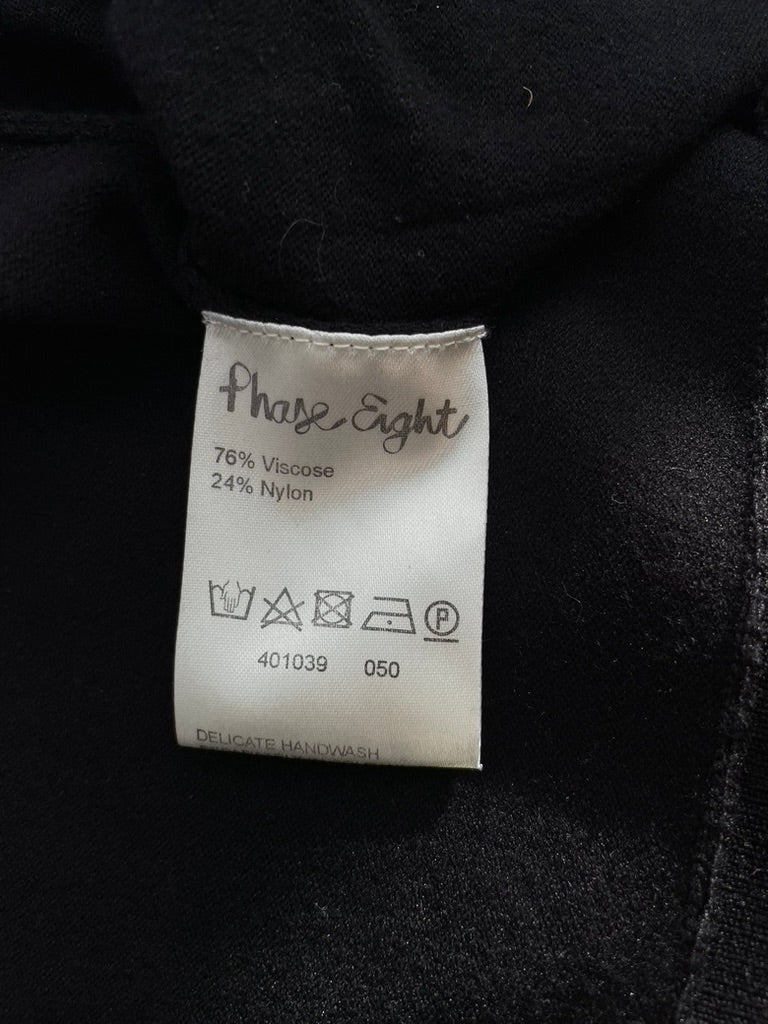 Phase Eight
76% Viscose
24% Nylon
P
401039 050
DELICATE HANDWASH